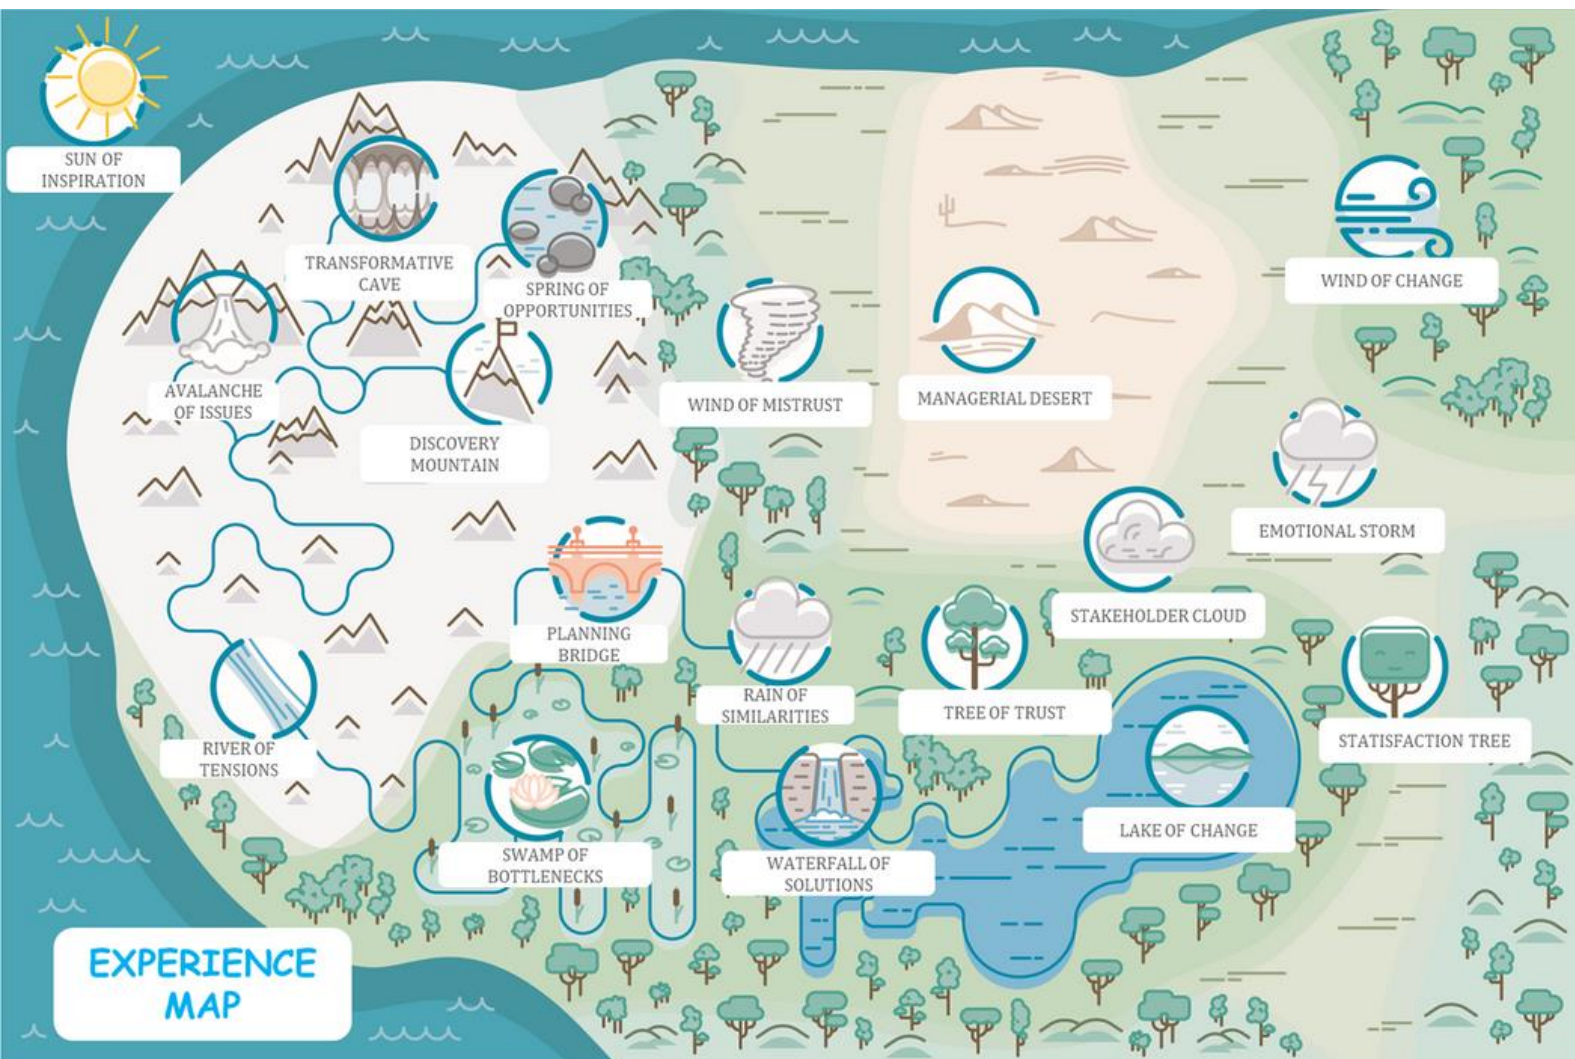 SUN OF
INSPIRATION
TRANSFORMATIVE
CAVE
SPRING OF
OPPORTUNITIES
WIND OF CHANGE
AVALANCHE
OF ISSUES
WIND OF MISTRUST
MANAGERIAL DESERT
DISCOVERY
MOUNTAIN
EMOTIONAL STORM
STAKEHOLDER CLOUD
PLANNING
BRIDGE
RAIN OF
SIMILARITIES
TREE OF TRUST
STATISFACTION TREE
RIVER OF
TENSIONS
LAKE OF CHANGE
SWAMP OF
BOTTLENECKS
WATERFALL OF
SOLUTIONS
EXPERIENCE
MAP